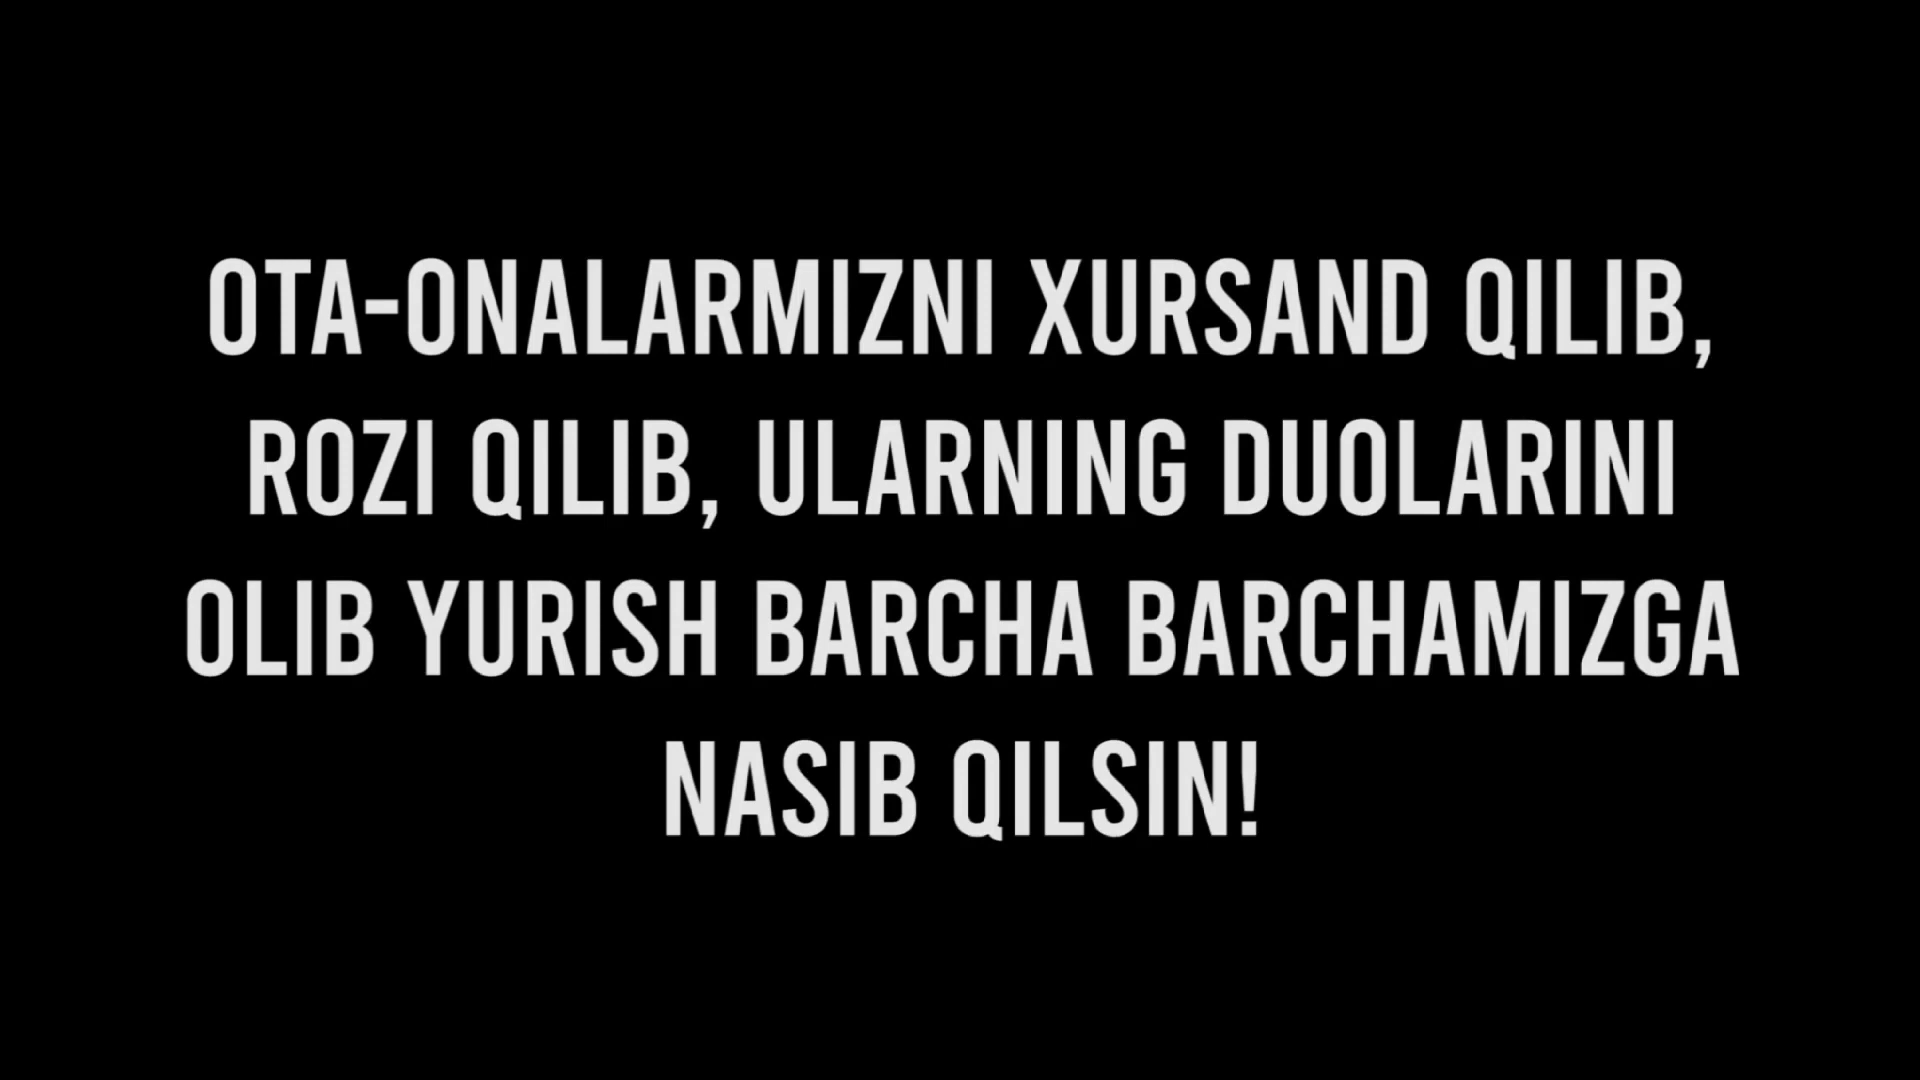 OTA-ONALARMIZNI XURSAND QILIB,
ROZI QILIB, ULARNING DUOLARINI
OLIB YURISH BARCHA BARCHAMIZGA
NASIB QILSIN!